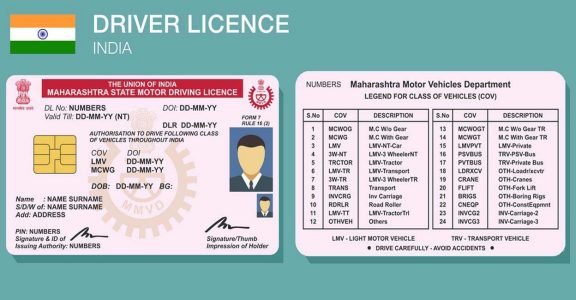 DRIVER LICENCE
INDIA
THE UNION OF INDIA
MAHARASHTRA STATE MOTOR DRIVING LICENCE
DL No: NUMBERS DOI: DD-MM-YY
Valid Till: DD-MM-YY (NT)
DLR DD-MM-YY
FORM 7
RULE 16 (2)
AUTHORISATION TO DRIVE FOLLOWING CLASS
OF VEHICLES THROUGHOUT INDIA
COV DOI
LMV DD-MM-YY
MCWG DD-MM-YY
DOB: DD-MM-YY BG:
MMVD
Name : NAME SURNAME
S/D/W of: NAME SURNAME
Add: ADDRESS
PIN: NUMBERS
Signature & ID of
Issuing Authority: NUMBERS
Signature/Thumb
Impression of Holder
NUMBERS Maharashtra Motor Vehicles Department
LEGEND FOR CLASS OF VEHICLES (COV)
S.No COV DESCRIPTION S.No COV DESCRIPTION
1 MCWOG M.C W/o Gear 13 MCWOGT M.C W/o Gear TR
2 MCWG M.C With Gear 14 MCWGT M.C With Gear TR
3 LMV LMV-NT-Car 15 LMVPVT LMV-Private
4 3W-NT LMV-3 WheelerNT 16 PSVBUS TRV-PSV-Bus
5 TRCTOR LMV-Tractor 17 PVTBUS TRV-Private Bus
6 LMV-TR LMV-Transport 18 LDRXCV OTH-Loadrixcvtr
7 3W-TR LMV-3 WheelerTR 19 CRANE OTH-Cranes
8 TRANS Transport 20 FLIFT OTH-Fork Lift
9 INVCRG Inv Carriage 21 BRIGS OTH-Boring Rigs
10 RDRLR Road Roller 22 CNEQP OTH-ConstEqpmnt
11 LMV-TT LMV-TractorTrl 23 INVCG2 INV-Carriage-2
12 OTHVEH Others 24 INVCG3 INV-Carriage-3
LMV - LIGHT MOTOR VEHICLE TRV - TRANSPORT VEHICLE
● DRIVE CAREFULLY - AVOID ACCIDENTS ●